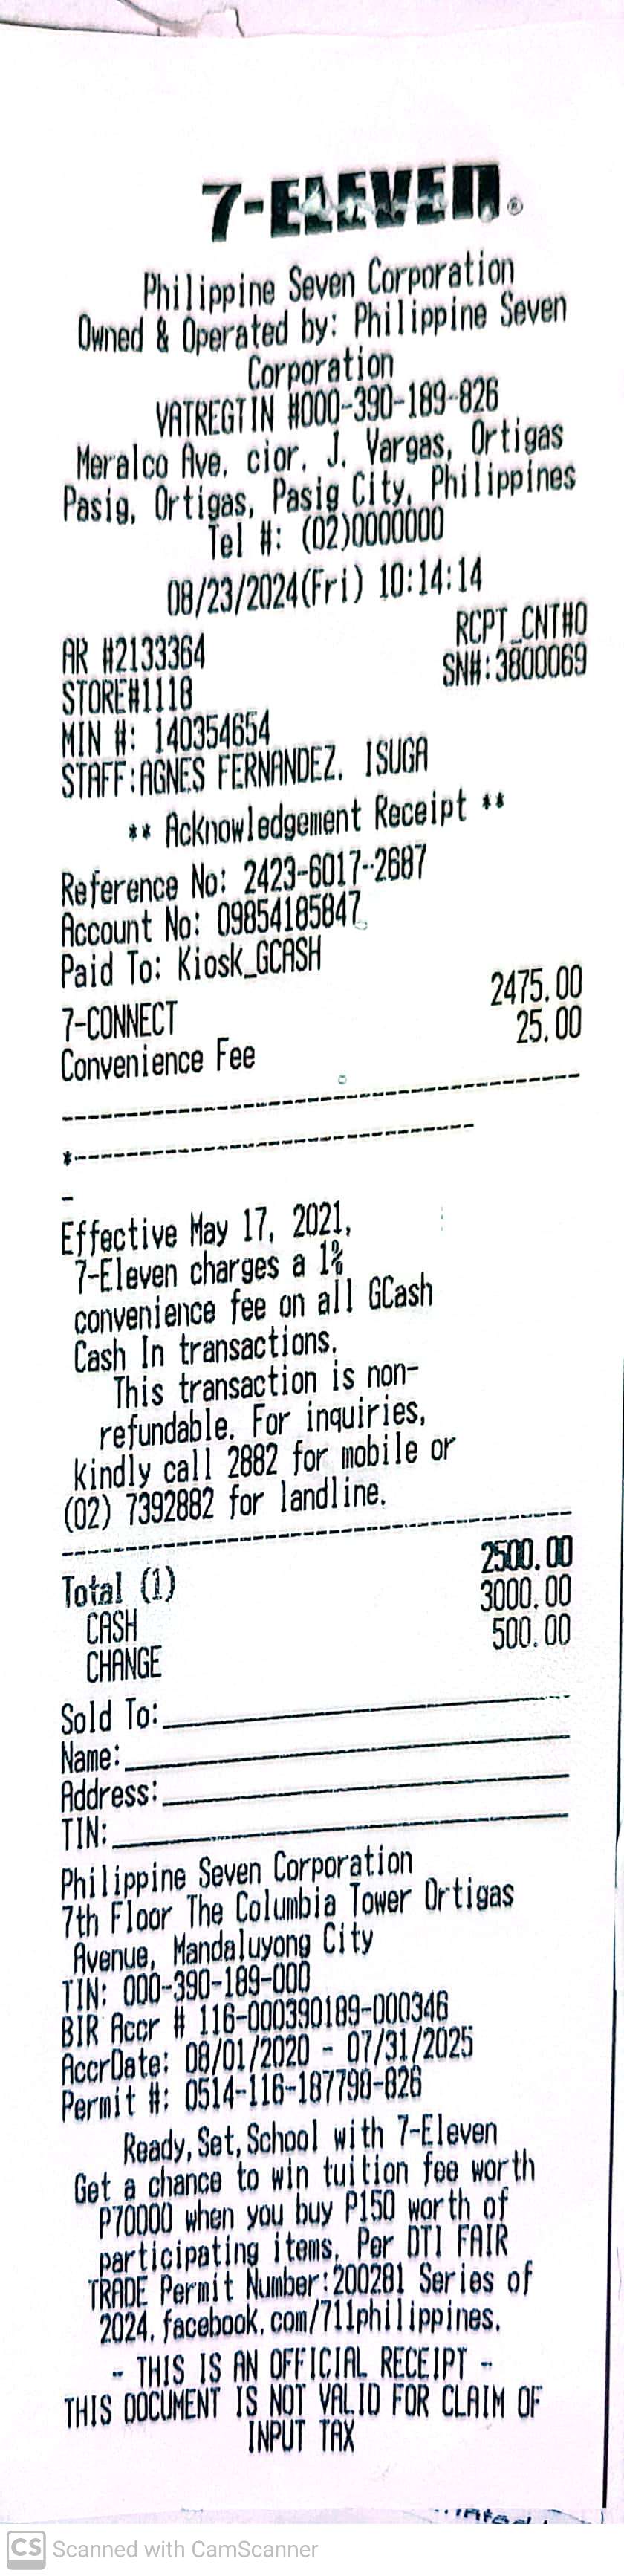 7-ELEVEn®
Philippine Seven Corporation
Owned & Operated by: Philippine Seven
Corporation
VATREGTIN #000-390-189-826
Meralco Ave. cior. J. Vargas, Ortigas
Pasig, Ortigas, Pasig City, Philippines
Tel #: (02)0000000
08/23/2024(Fri) 10:14:14
RCPT_CNT#0
AR #2133364
SN#:3800069
STORE#1118
MIN #: 140354654
STAFF:AGNES FERNANDEZ. ISUGA
** Acknowledgement Receipt **
Reference No: 2423-6017-2687
Account No: 09854185847
Paid To: Kiosk_GCASH
7-CONNECT 2475.00
Convenience Fee 25.00
--------------------------------------
*-----------------------------
-
Effective May 17, 2021,
7-Eleven charges a 1%
convenience fee on all GCash
Cash In transactions.
This transaction is non-
refundable. For inquiries,
kindly call 2882 for mobile or
(02) 7392882 for landline.
--------------------------------------
Total (1) 2500.00
CASH 3000.00
CHANGE 500.00
Sold To:
Name:
Address:
TIN:
Philippine Seven Corporation
7th Floor The Columbia Tower Ortigas
Avenue, Mandaluyong City
TIN: 000-390-189-000
BIR Accr # 116-000390189-000346
AccrDate: 08/01/2020 - 07/31/2025
Permit #: 0514-116-187798-826
Ready, Set, School with 7-Eleven
Get a chance to win tuition fee worth
P70000 when you buy P150 worth of
participating items. Per DTI FAIR
TRADE Permit Number:200281 Series of
2024. facebook.com/711philippines.
- THIS IS AN OFFICIAL RECEIPT -
THIS DOCUMENT IS NOT VALID FOR CLAIM OF
INPUT TAX
CS Scanned with CamScanner